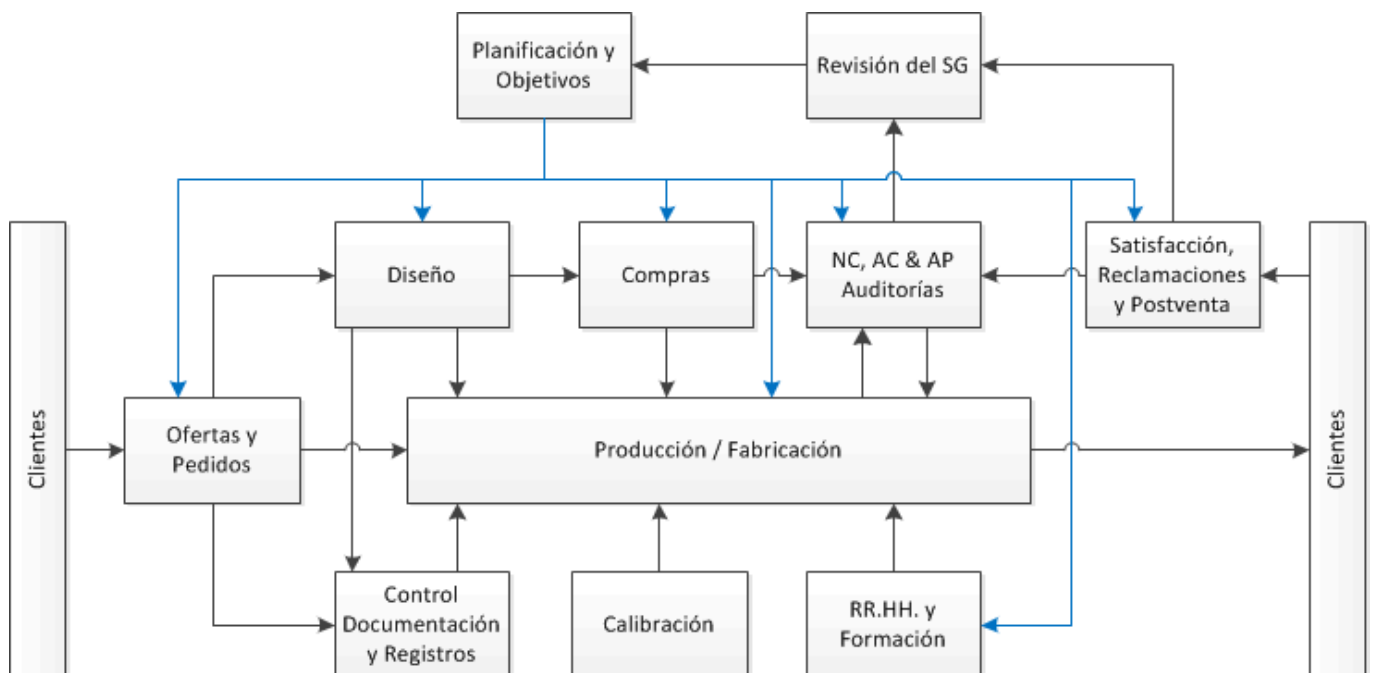 Planificación y
Objetivos
Revisión del SG
Diseño
Compras
NC, AC & AP
Auditorías
Satisfacción,
Reclamaciones
y Postventa
Clientes
Ofertas y
Pedidos
Producción / Fabricación
Clientes
Control
Documentación
y Registros
Calibración
RR.HH. y
Formación